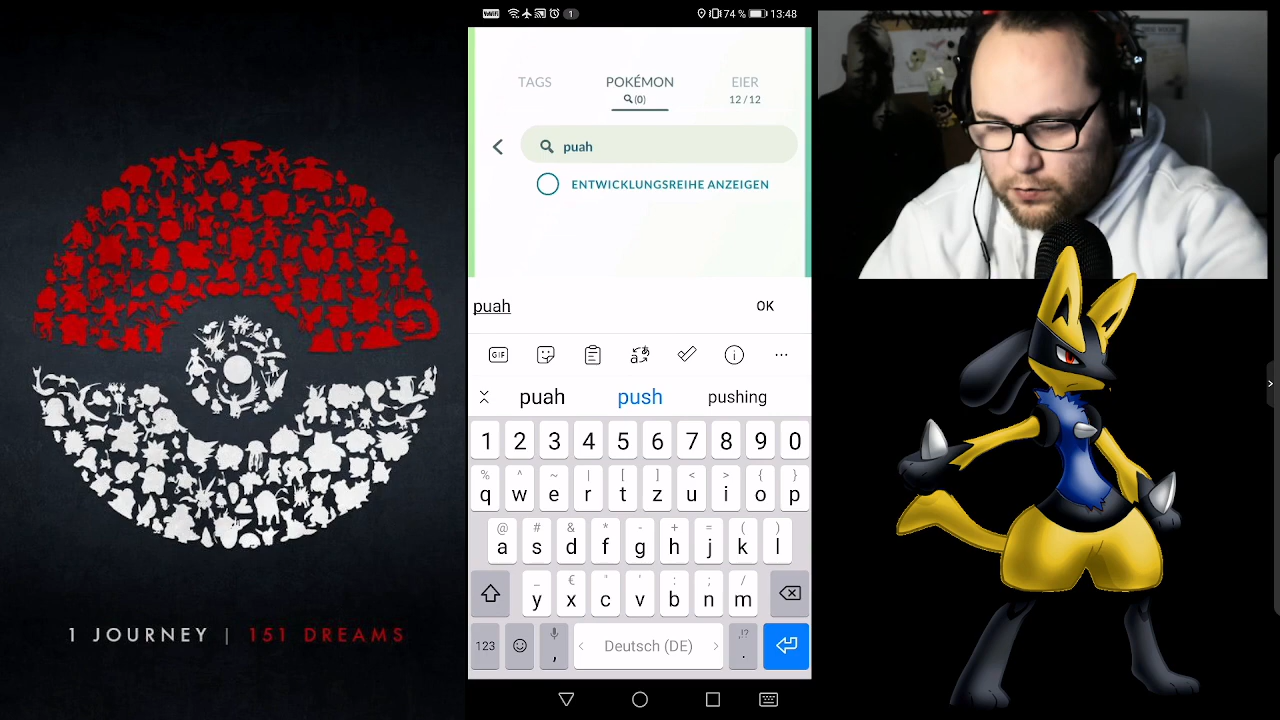 1 JOURNEY | 151 DREAMS
1
74 %
13:48
TAGS
POKÉMON
EIER
(0)
12 / 12
puah
ENTWICKLUNGSREIHE ANZEIGEN
puah
OK
GIF
puah
push
pushing
1 2 3 4 5 6 7 8 9 0
% ^ ~ | [ ] < > { }
q w e r t z u i o p
@ # & * - + = ( )
a s d f g h j k l
_ € " ' : ; /
y x c v b n m
123
,
Deutsch (DE)
,!?
.